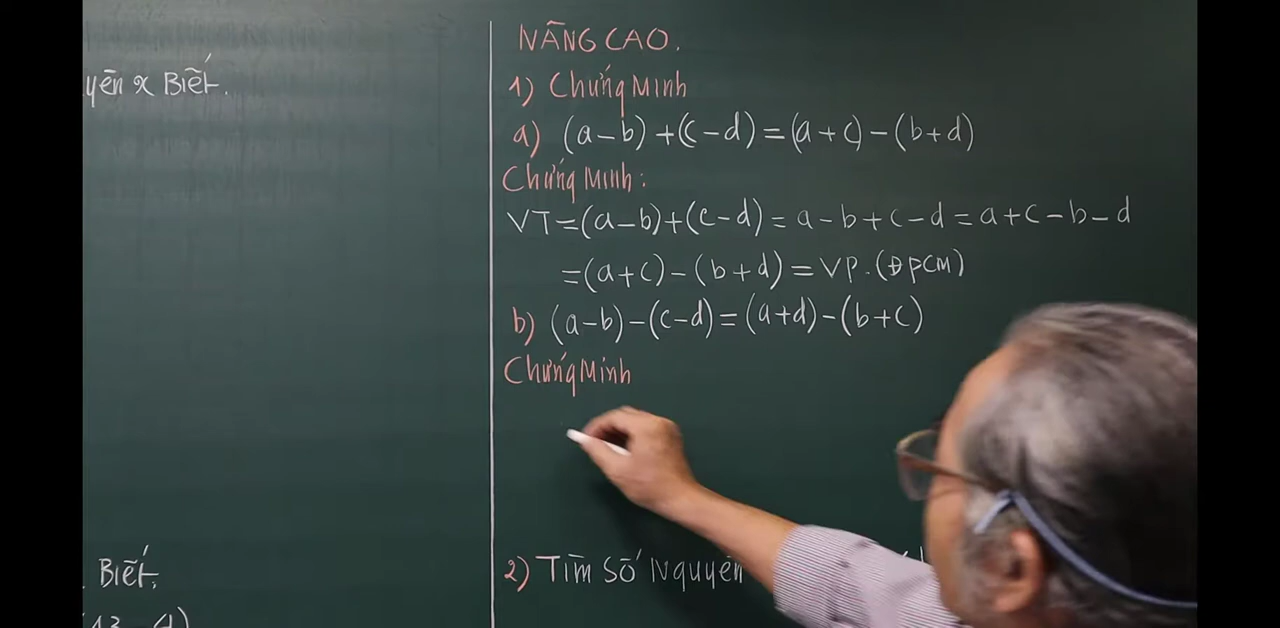 yên x Biết.
Biết.
NÂNG CAO.
1) Chứng Minh
a) (a-b)+(c-d)=(a+c)-(b+d)
Chứng Minh:
VT=(a-b)+(c-d)=a-b+c-d=a+c-b-d
=(a+c)-(b+d)=VP.(ĐPCM)
b) (a-b)-(c-d)=(a+d)-(b+c)
Chứng Minh
2) Tìm Số Nguyên